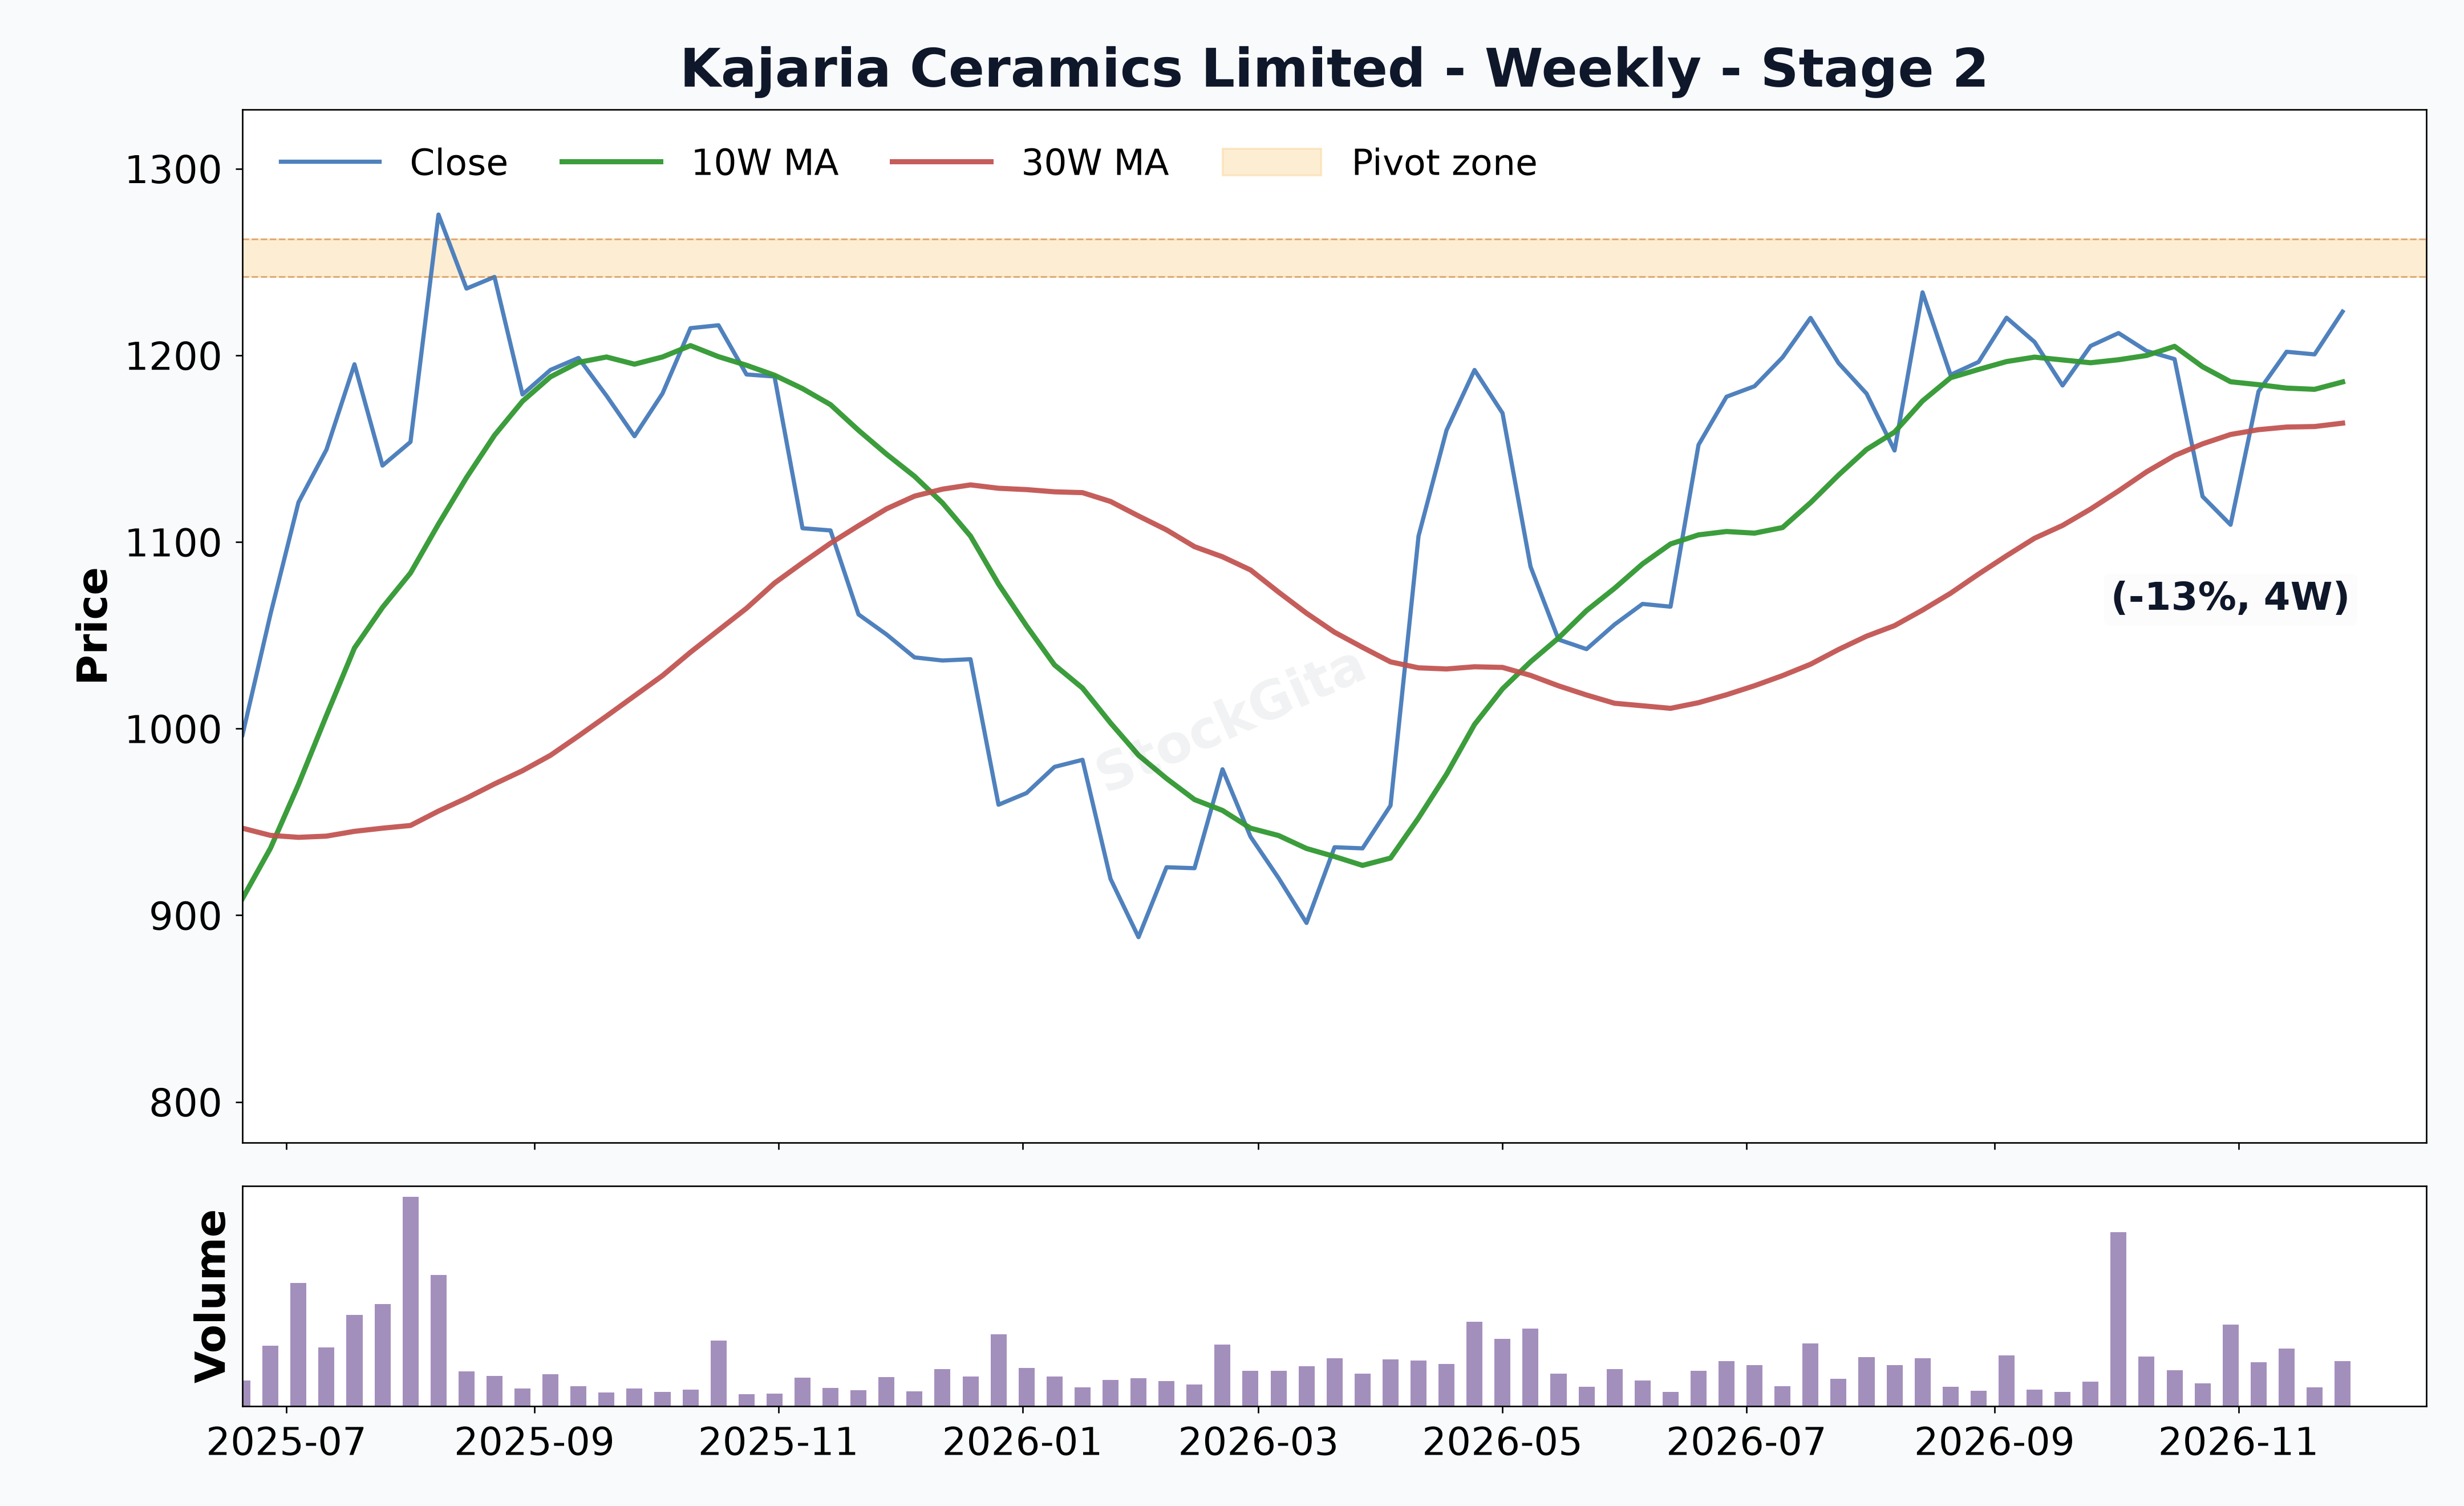 Kajaria Ceramics Limited - Weekly - Stage 2
Close 10W MA 30W MA Pivot zone
1300
1200
1100
1000
900
800
Price
(-13%, 4W)
StockGita
Volume
2025-07 2025-09 2025-11 2026-01 2026-03 2026-05 2026-07 2026-09 2026-11